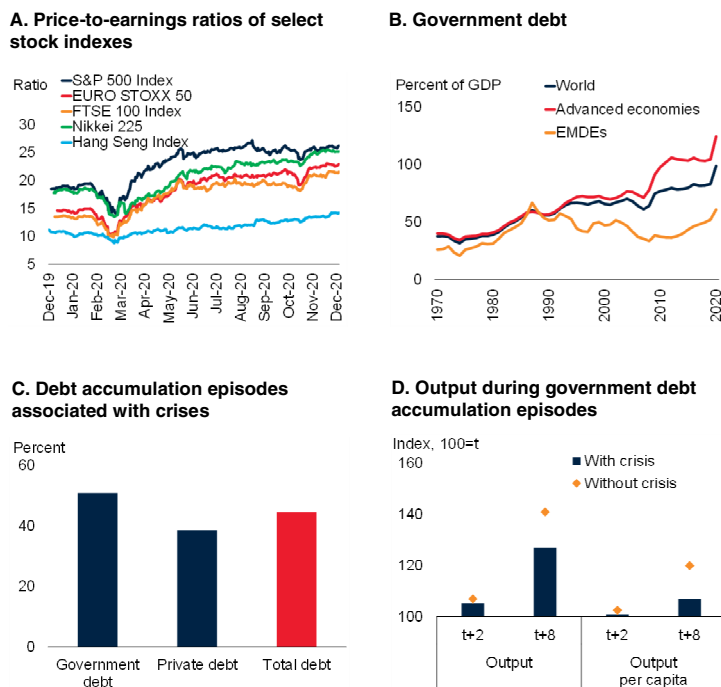 A. Price-to-earnings ratios of select
stock indexes
Ratio
S&P 500 Index
EURO STOXX 50
FTSE 100 Index
Nikkei 225
Hang Seng Index
30
25
20
15
10
5
Dec-19
Jan-20
Feb-20
Mar-20
Apr-20
May-20
Jun-20
Jul-20
Aug-20
Sep-20
Oct-20
Nov-20
Dec-20
B. Government debt
Percent of GDP
World
Advanced economies
EMDEs
150
100
50
0
1970
1980
1990
2000
2010
2020
C. Debt accumulation episodes
associated with crises
Percent
60
40
20
0
Government
debt
Private debt
Total debt
D. Output during government debt
accumulation episodes
Index, 100=t
With crisis
Without crisis
160
140
120
100
t+2
t+8
t+2
t+8
Output
Output
per capita